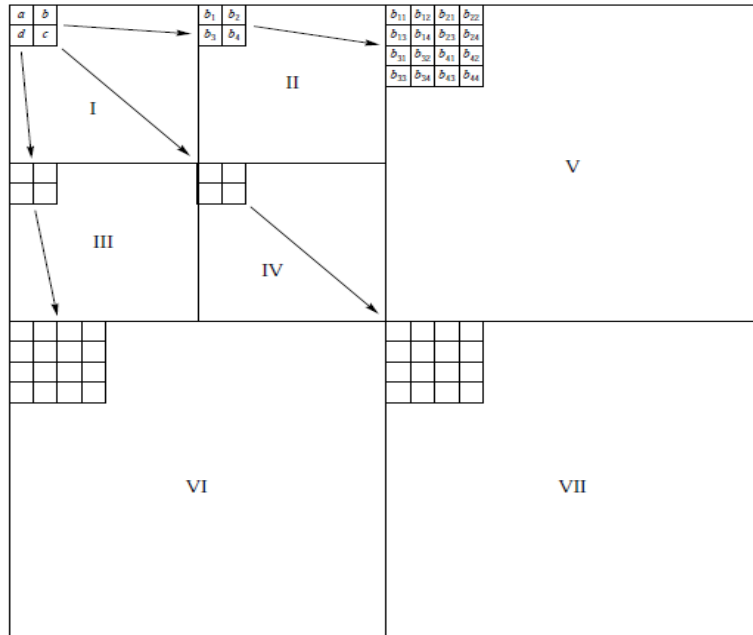 a b
d c
b₁ b₂
b₃ b₄
b₁₁ b₁₂ b₂₁ b₂₂
b₁₃ b₁₄ b₂₃ b₂₄
b₃₁ b₃₂ b₄₁ b₄₂
b₃₃ b₃₄ b₄₃ b₄₄
I
II
V
III
IV
VI
VII